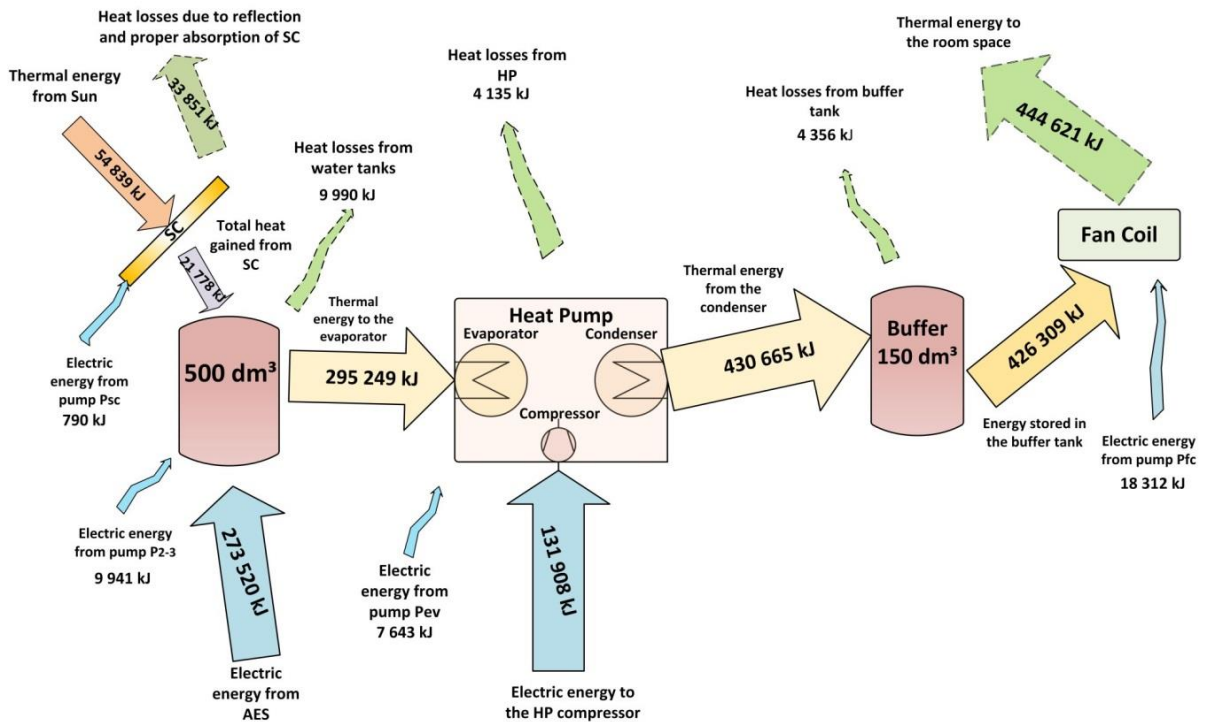 Heat losses due to reflection
and proper absorption of SC
Thermal energy
from Sun
33 851 kJ
54 839 kJ
SC
Total heat
gained from
SC
21 778 kJ
Heat losses from
water tanks
9 990 kJ
Electric
energy from
pump Psc
790 kJ
500 dm³
Electric energy
from pump P2-3
9 941 kJ
273 520 kJ
Electric
energy from
AES
Thermal
energy to the
evaporator
295 249 kJ
Heat losses from
HP
4 135 kJ
Heat Pump
Evaporator
Condenser
Compressor
Electric
energy from
pump Pev
7 643 kJ
131 908 kJ
Electric energy to
the HP compressor
Thermal energy
from the
condenser
430 665 kJ
Heat losses from buffer
tank
4 356 kJ
Buffer
150 dm³
426 309 kJ
Energy stored in
the buffer tank
Thermal energy to
the room space
444 621 kJ
Fan Coil
Electric energy
from pump Pfc
18 312 kJ